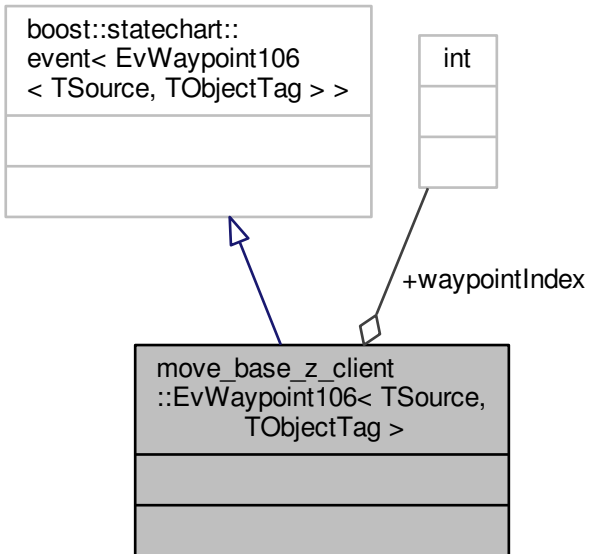 boost::statechart::
event< EvWaypoint106
< TSource, TObjectTag > >
int
+waypointIndex
move_base_z_client
::EvWaypoint106< TSource,
TObjectTag >